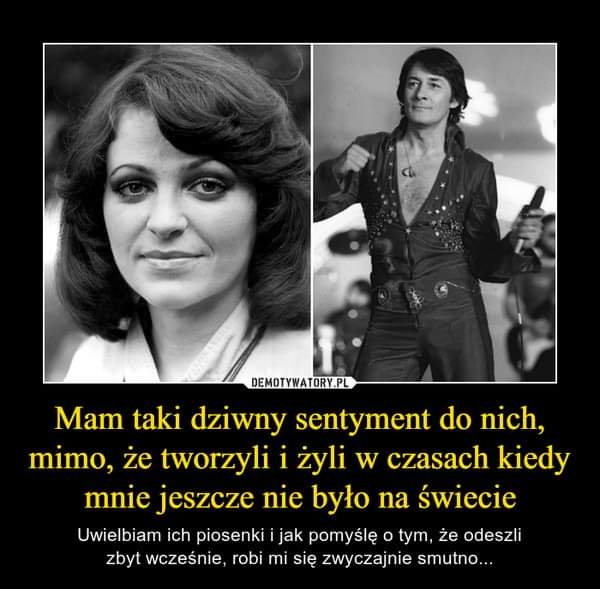 DEMOTYWATORY.PL
Mam taki dziwny sentyment do nich,
mimo, że tworzyli i żyli w czasach kiedy
mnie jeszcze nie było na świecie
Uwielbiam ich piosenki i jak pomyślę o tym, że odeszli
zbyt wcześnie, robi mi się zwyczajnie smutno...